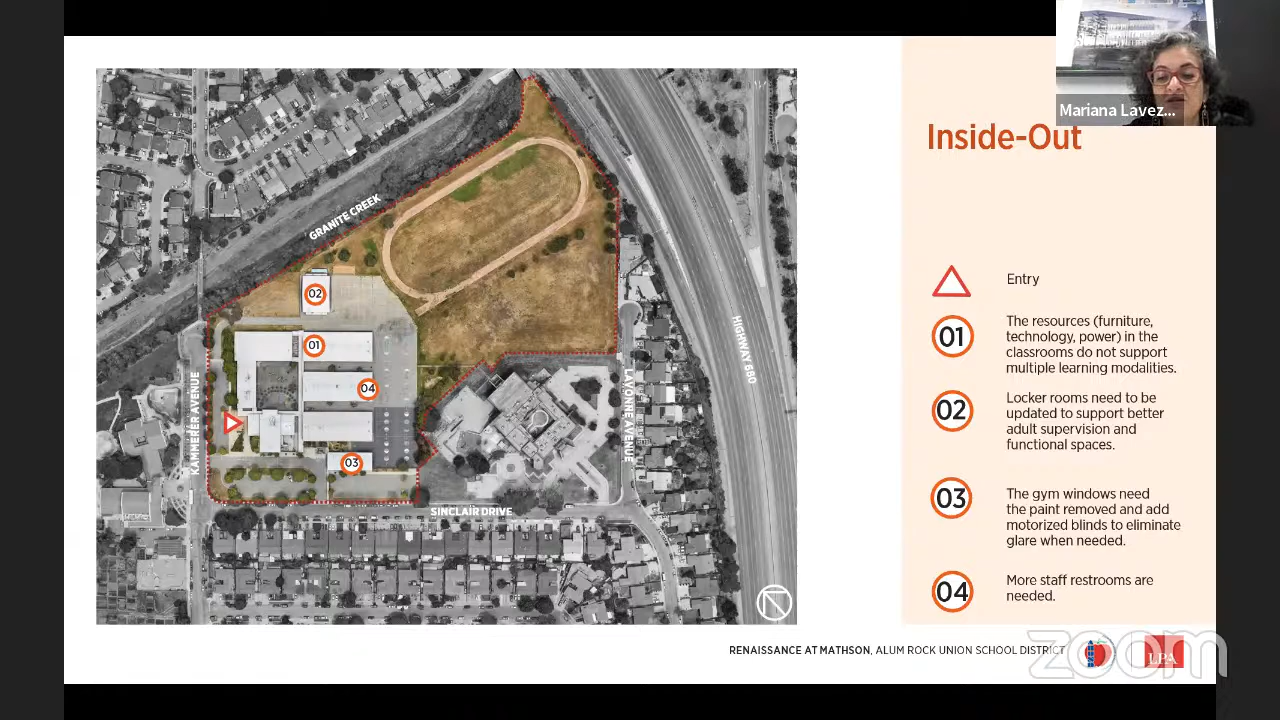 Mariana Lavez...
Inside-Out
GRANITE CREEK
HIGHWAY 680
KAMMERER AVENUE
LAVONNE AVENUE
SINCLAIR DRIVE
02
01
04
03
Entry
01
The resources (furniture,
technology, power) in the
classrooms do not support
multiple learning modalities.
02
Locker rooms need to be
updated to support better
adult supervision and
functional spaces.
03
The gym windows need
the paint removed and add
motorized blinds to eliminate
glare when needed.
04
More staff restrooms are
needed.
RENAISSANCE AT MATHSON, ALUM ROCK UNION SCHOOL DISTRICT
LPA
zoom